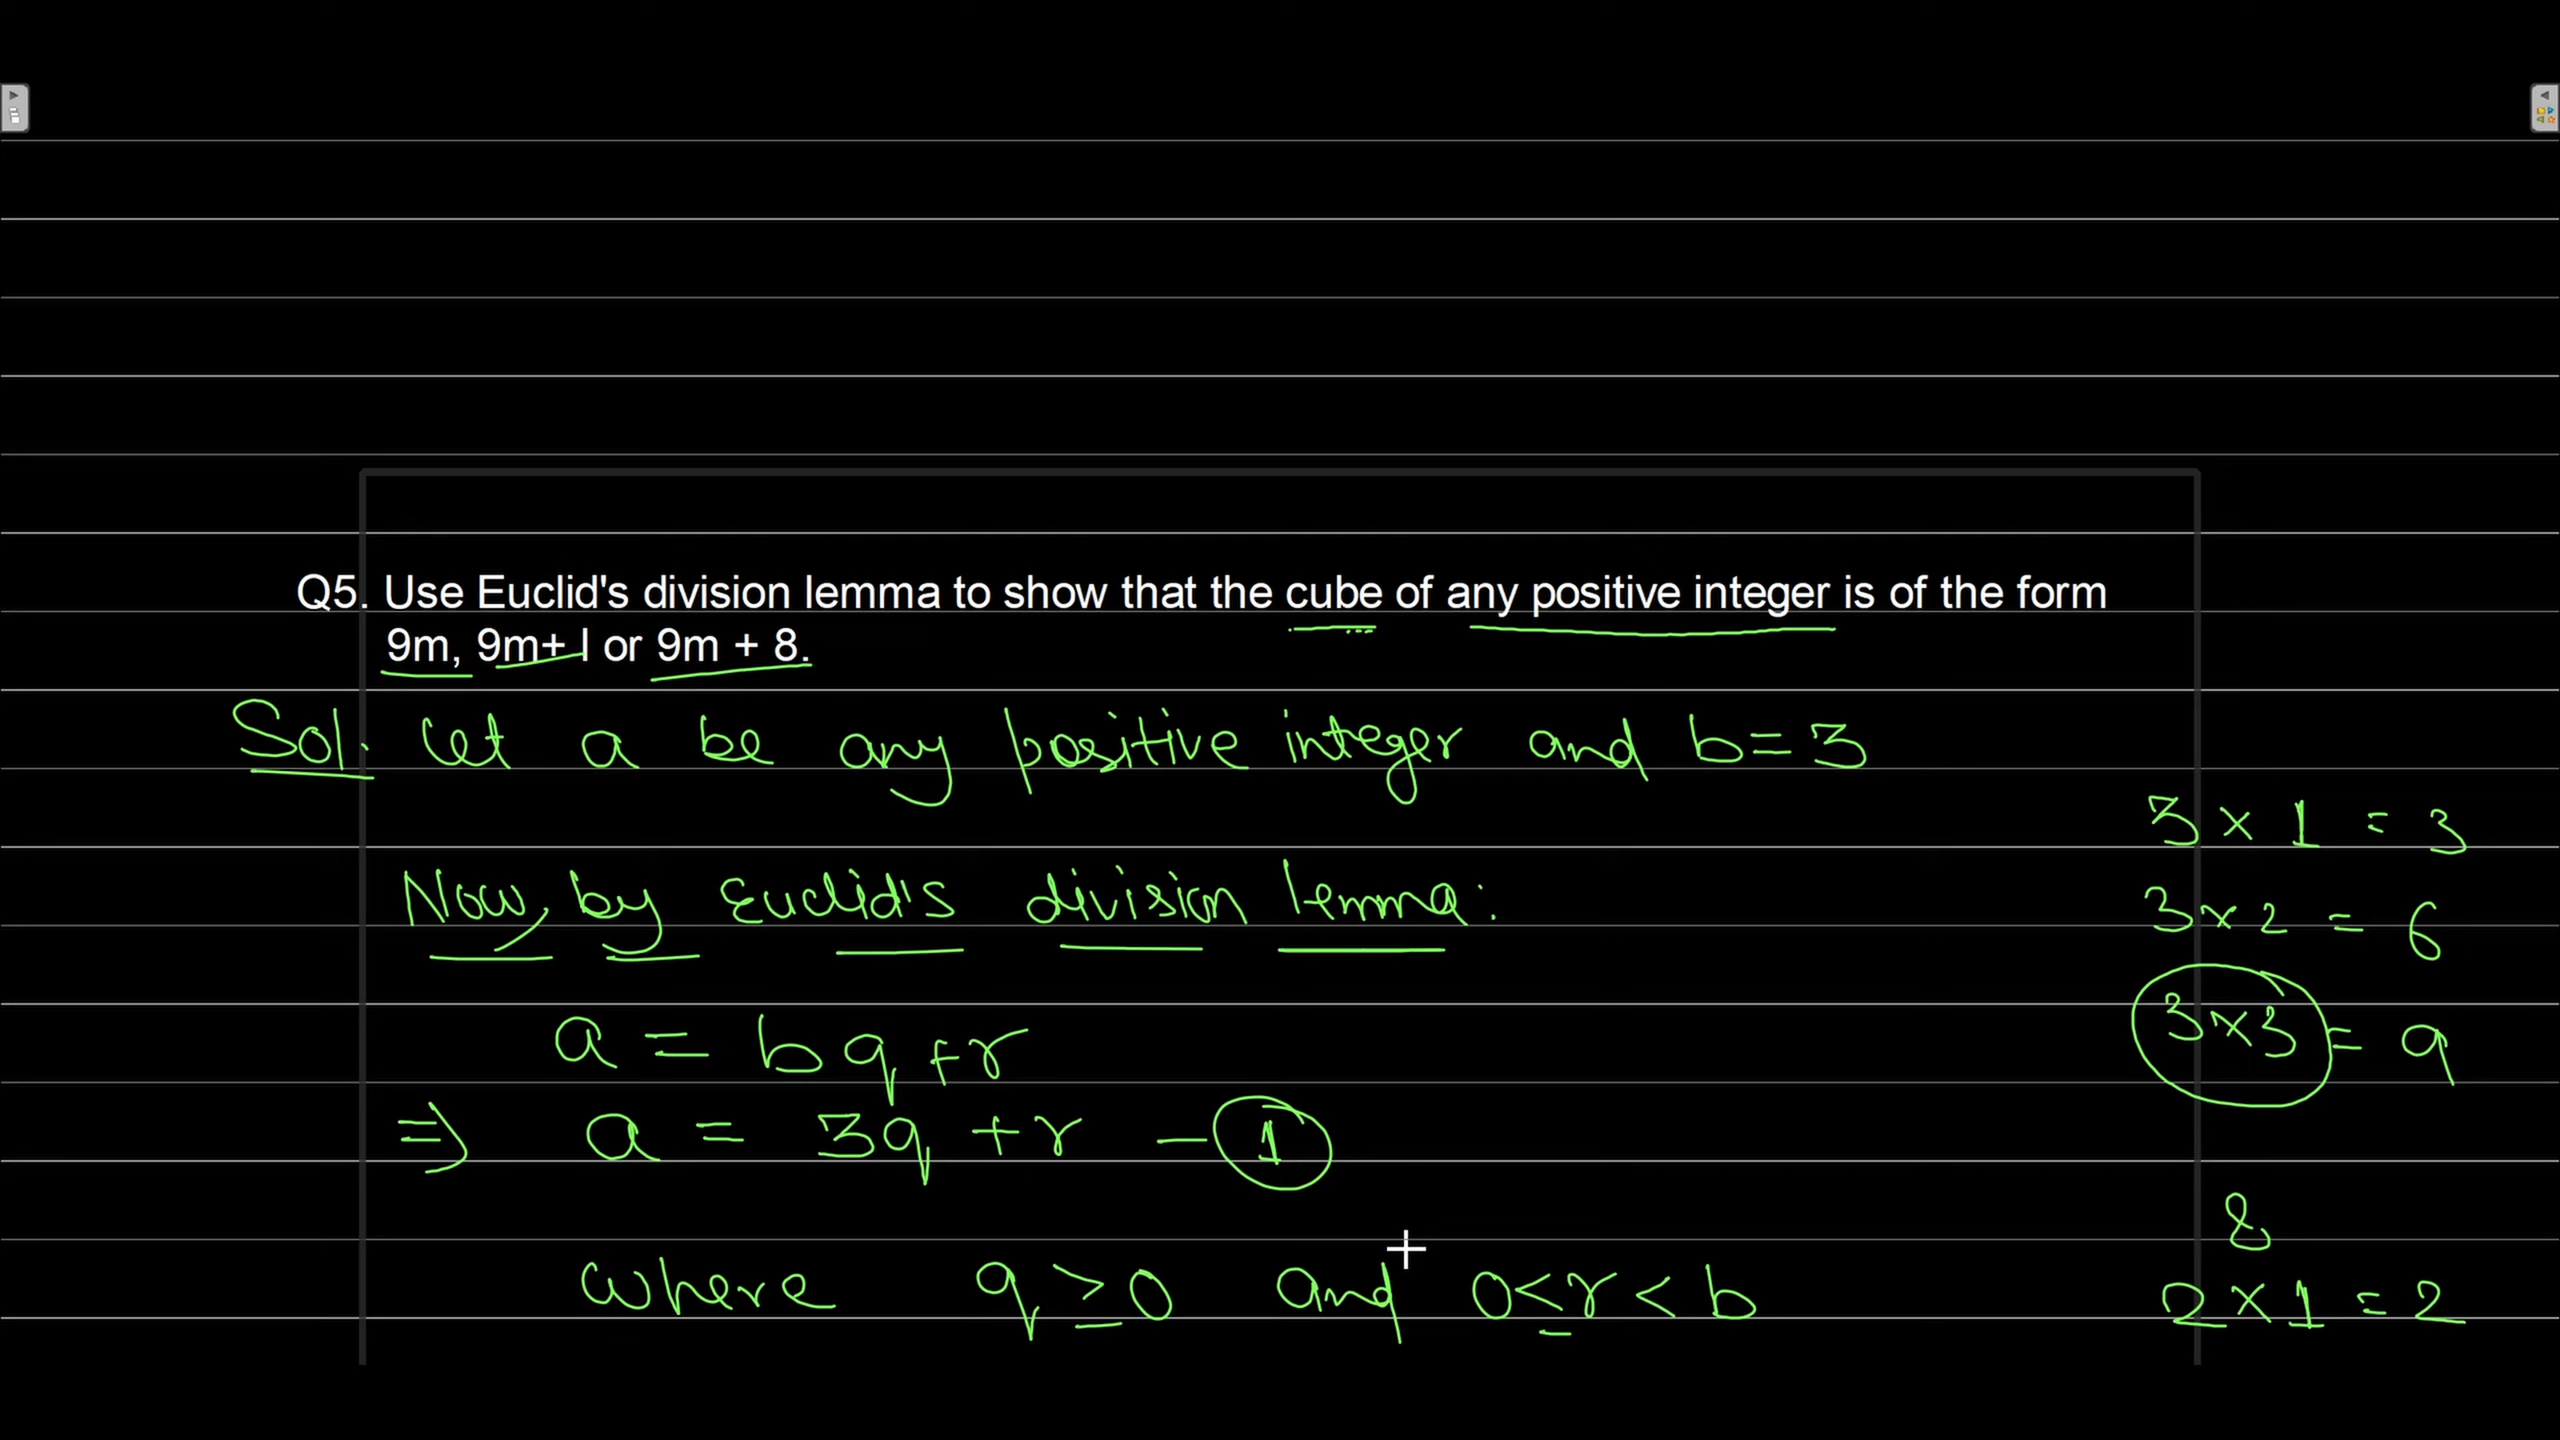 Q5. Use Euclid's division lemma to show that the cube of any positive integer is of the form
9m, 9m+ l or 9m + 8.
Sol. let a be any positive integer and b=3
3 × 1 = 3
Now, by Euclid's division lemma:
3 × 2 = 6
a = bq + r
3 × 3 = 9
⇒ a = 3q + r – 1
8
where q ≥ 0 and 0 ≤ r < b
2 × 1 = 2